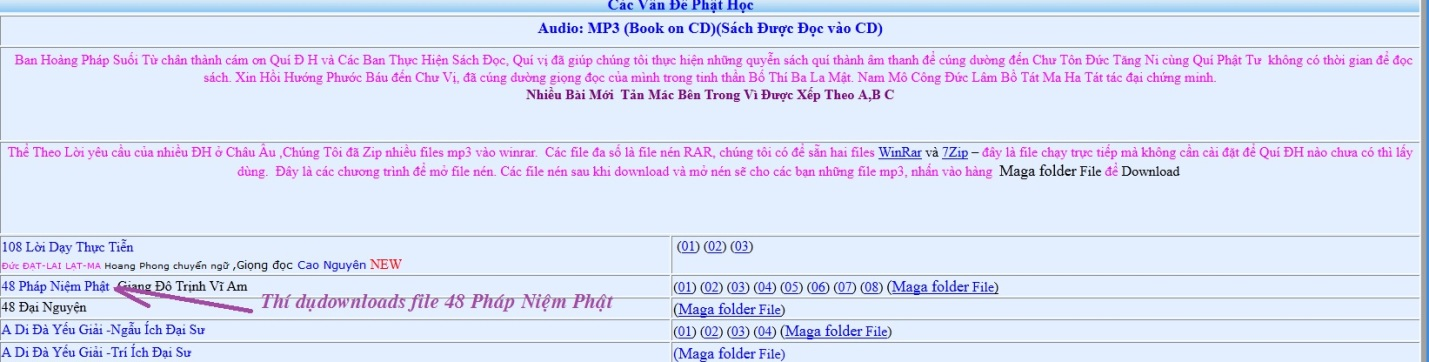 Các Vấn Đề Phật Học
Audio: MP3 (Book on CD)(Sách Được Đọc vào CD)
Ban Hoàng Pháp Suối Từ chân thành cám ơn Quí Đ H và Các Ban Thực Hiện Sách Đọc, Quí vị đã giúp chúng tôi thực hiện những quyển sách quí thành âm thanh để cúng dường đến Chư Tôn Đức Tăng Ni cùng Quí Phật Tư không có thời gian để đọc
sách. Xin Hồi Hướng Phước Báu đến Chư Vị, đã cúng dường giọng đọc của mình trong tinh thần Bố Thí Ba La Mật. Nam Mô Công Đức Lâm Bồ Tát Ma Ha Tát tác đại chứng minh.
Nhiều Bài Mới Tản Mác Bên Trong Vì Được Xếp Theo A,B C
Thể Theo Lời yêu cầu của nhiều ĐH ở Châu Âu ,Chúng Tôi đã Zip nhiều files mp3 vào winrar. Các file đa số là file nén RAR, chúng tôi có để sẵn hai files WinRar và 7Zip – đây là file chạy trực tiếp mà không cần cài đặt để Quí ĐH nào chưa có thì lấy
dùng. Đây là các chương trình để mở file nén. Các file nén sau khi download và mở nén sẽ cho các bạn những file mp3, nhấn vào hàng Maga folder File để Download
108 Lời Dạy Thực Tiễn (01) (02) (03)
Đức ĐẠT-LAI LẠT-MA Hoang Phong chuyển ngữ ,Giọng đọc Cao Nguyên NEW
48 Pháp Niệm Phật Giang Đô Trịnh Vĩ Am (01) (02) (03) (04) (05) (06) (07) (08) (Maga folder File)
Thí dụdownloads file 48 Pháp Niệm Phật
48 Đại Nguyện (Maga folder File)
A Di Đà Yếu Giải -Ngẫu Ích Đại Sư (01) (02) (03) (04) (Maga folder File)
A Di Đà Yếu Giải -Trí Ích Đại Sư (Maga folder File)